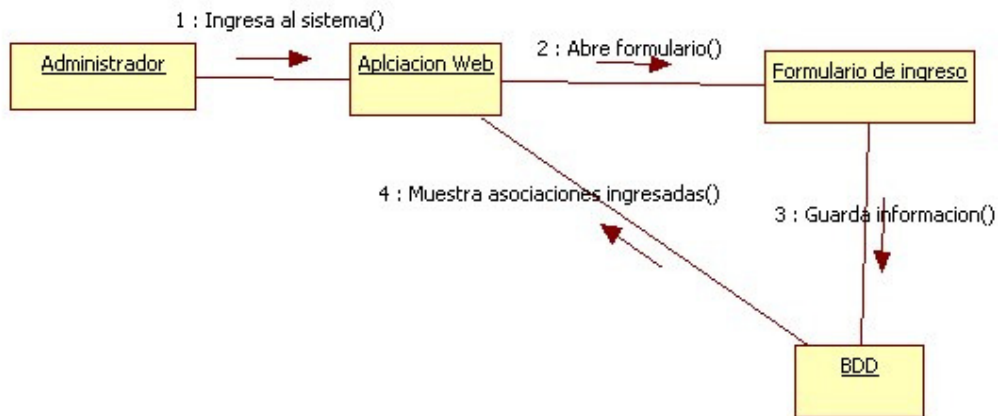 1 : Ingresa al sistema()
Administrador
Aplciacion Web
2 : Abre formulario()
Formulario de ingreso
4 : Muestra asociaciones ingresadas()
3 : Guarda informacion()
BDD